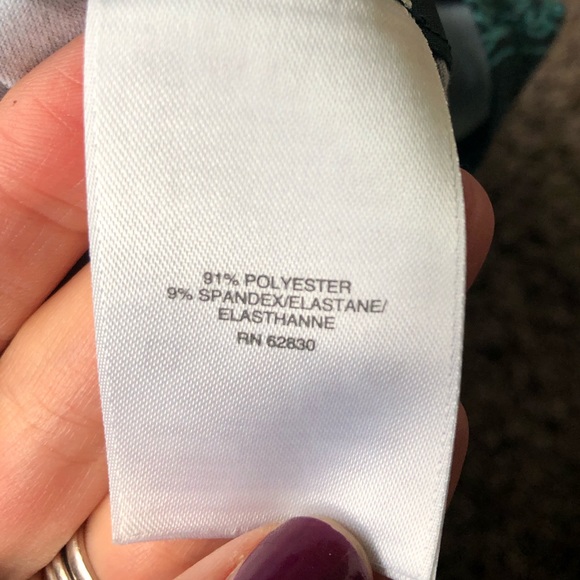 91% POLYESTER
9% SPANDEX/ELASTANE/
ELASTHANNE
RN 62830